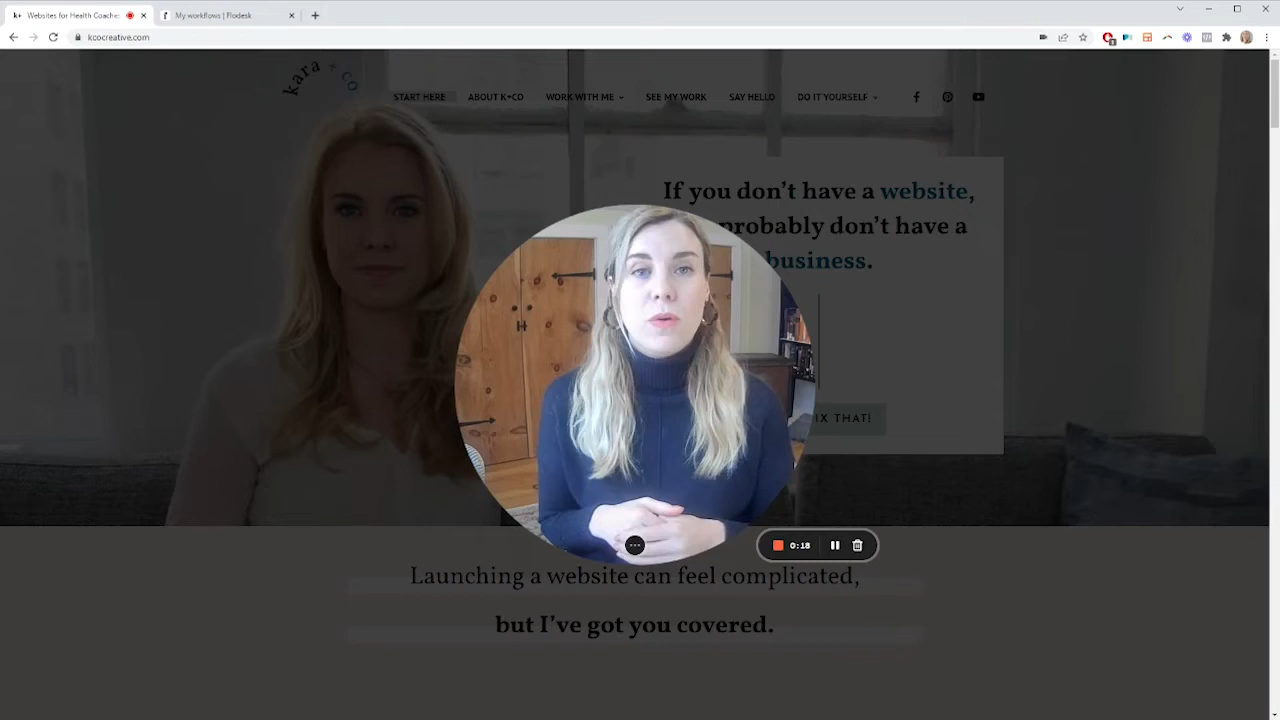 Websites for Health Coache
My workflows | Flodesk
kcocreative.com
kara + co
START HERE
ABOUT K+CO
WORK WITH ME
SEE MY WORK
SAY HELLO
DO IT YOURSELF
If you don't have a website,
probably don't have a
business.
IX THAT!
0:18
Launching a website can feel complicated,
but I've got you covered.